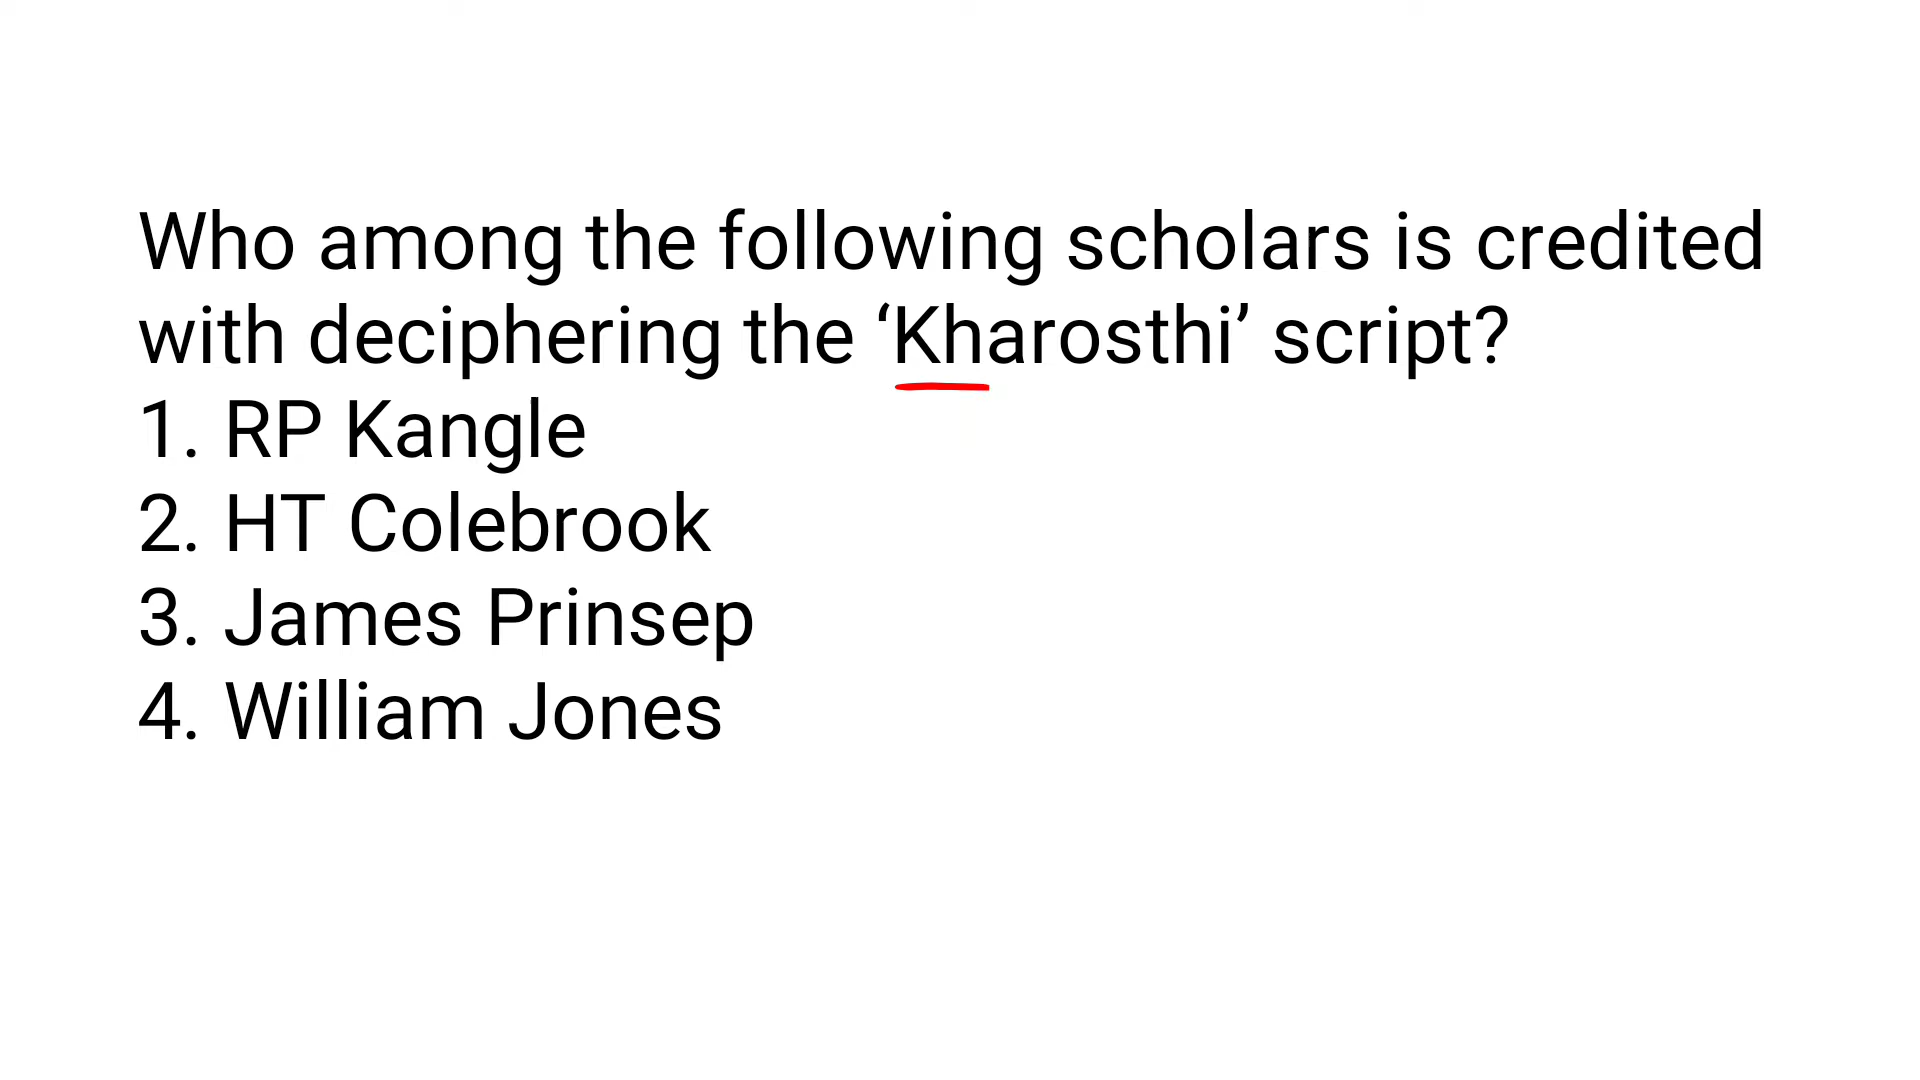 Who among the following scholars is credited
with deciphering the ‘Kharosthi’ script?
1. RP Kangle
2. HT Colebrook
3. James Prinsep
4. William Jones